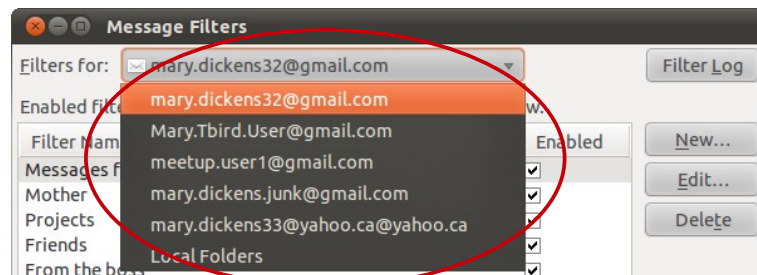 Message Filters
Filters for: mary.dickens32@gmail.com Filter Log
Enabled filte w.
mary.dickens32@gmail.com
Mary.Tbird.User@gmail.com
Filter Nam Enabled New...
meetup.user1@gmail.com
Messages f Edit...
mary.dickens.junk@gmail.com
Mother
Projects Delete
mary.dickens33@yahoo.ca@yahoo.ca
Friends
Local Folders
From the boss